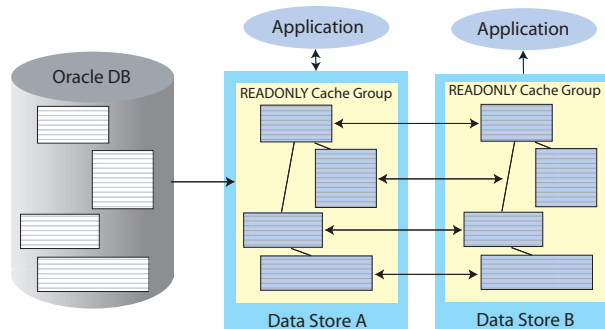 Application
Application
Oracle DB
READONLY Cache Group
READONLY Cache Group
Data Store A
Data Store B